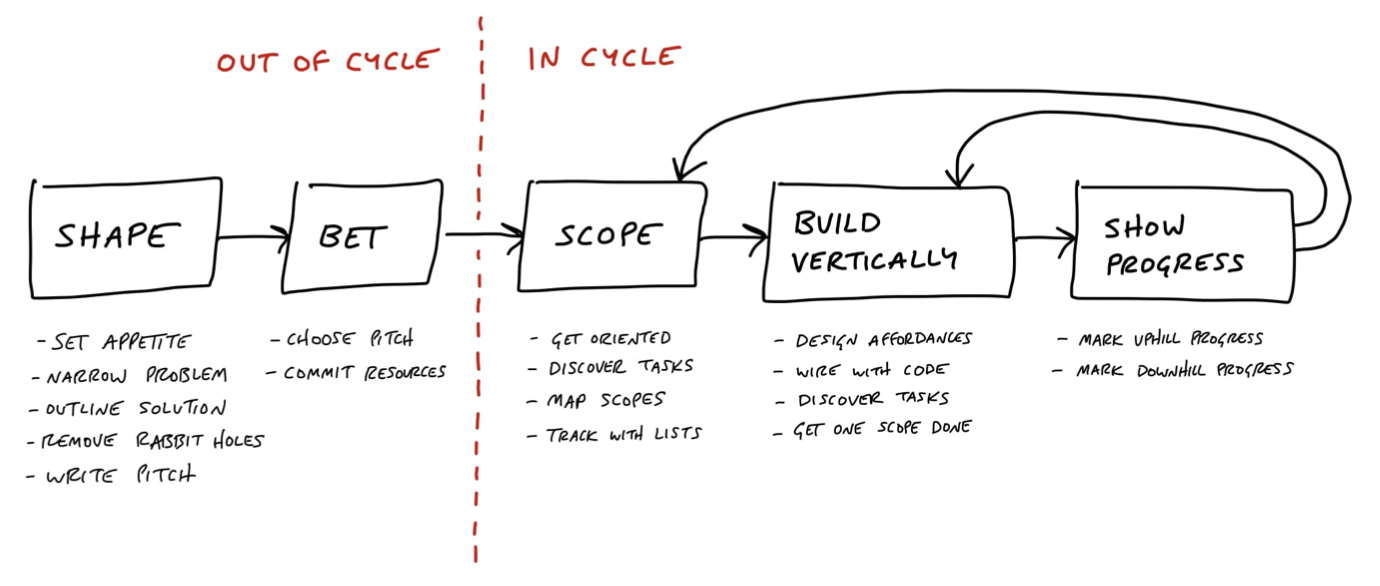 OUT OF CYCLE
IN CYCLE
SHAPE
BET
SCOPE
BUILD
VERTICALLY
SHOW
PROGRESS
- SET APPETITE
- NARROW PROBLEM
- OUTLINE SOLUTION
- REMOVE RABBIT HOLES
- WRITE PITCH
- CHOOSE PITCH
- COMMIT RESOURCES
- GET ORIENTED
- DISCOVER TASKS
- MAP SCOPES
- TRACK WITH LISTS
- DESIGN AFFORDANCES
- WIRE WITH CODE
- DISCOVER TASKS
- GET ONE SCOPE DONE
- MARK UPHILL PROGRESS
- MARK DOWNHILL PROGRESS